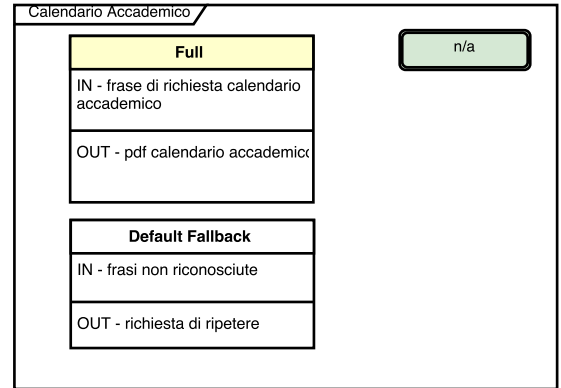 Calendario Accademico
Full
n/a
IN - frase di richiesta calendario
accademico
OUT - pdf calendario accademico
Default Fallback
IN - frasi non riconosciute
OUT - richiesta di ripetere